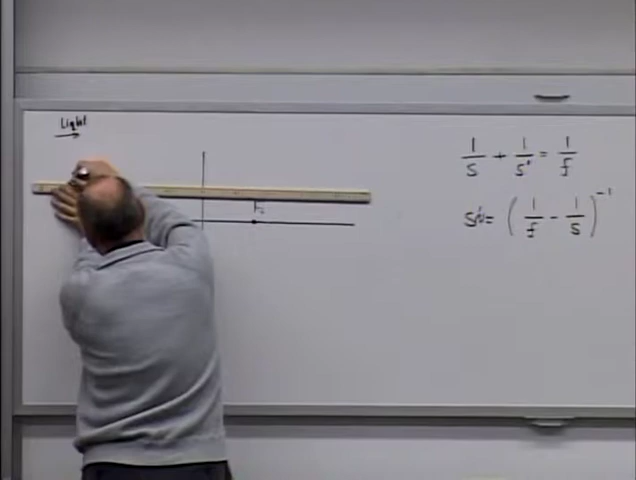 Light
1/s + 1/s' = 1/f
s' = (1/f - 1/s)^-1